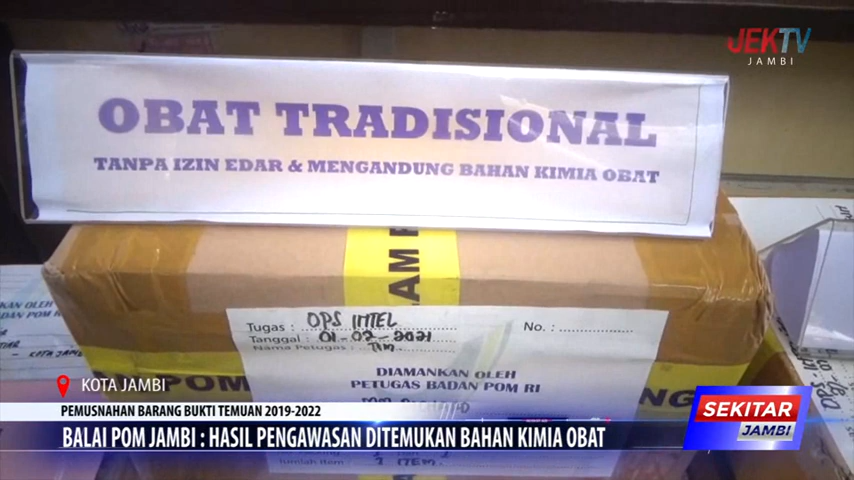 JEKTV
JAMBI
OBAT TRADISIONAL
TANPA IZIN EDAR & MENGANDUNG BAHAN KIMIA OBAT
Tugas : OPS INTEL
No. :
Tanggal : 01-02-2021
Nama Petugas : TIM
DIAMANKAN OLEH
PETUGAS BADAN POM RI
KOTA JAMBI
PEMUSNAHAN BARANG BUKTI TEMUAN 2019-2022
BALAI POM JAMBI : HASIL PENGAWASAN DITEMUKAN BAHAN KIMIA OBAT
SEKITAR
JAMBI